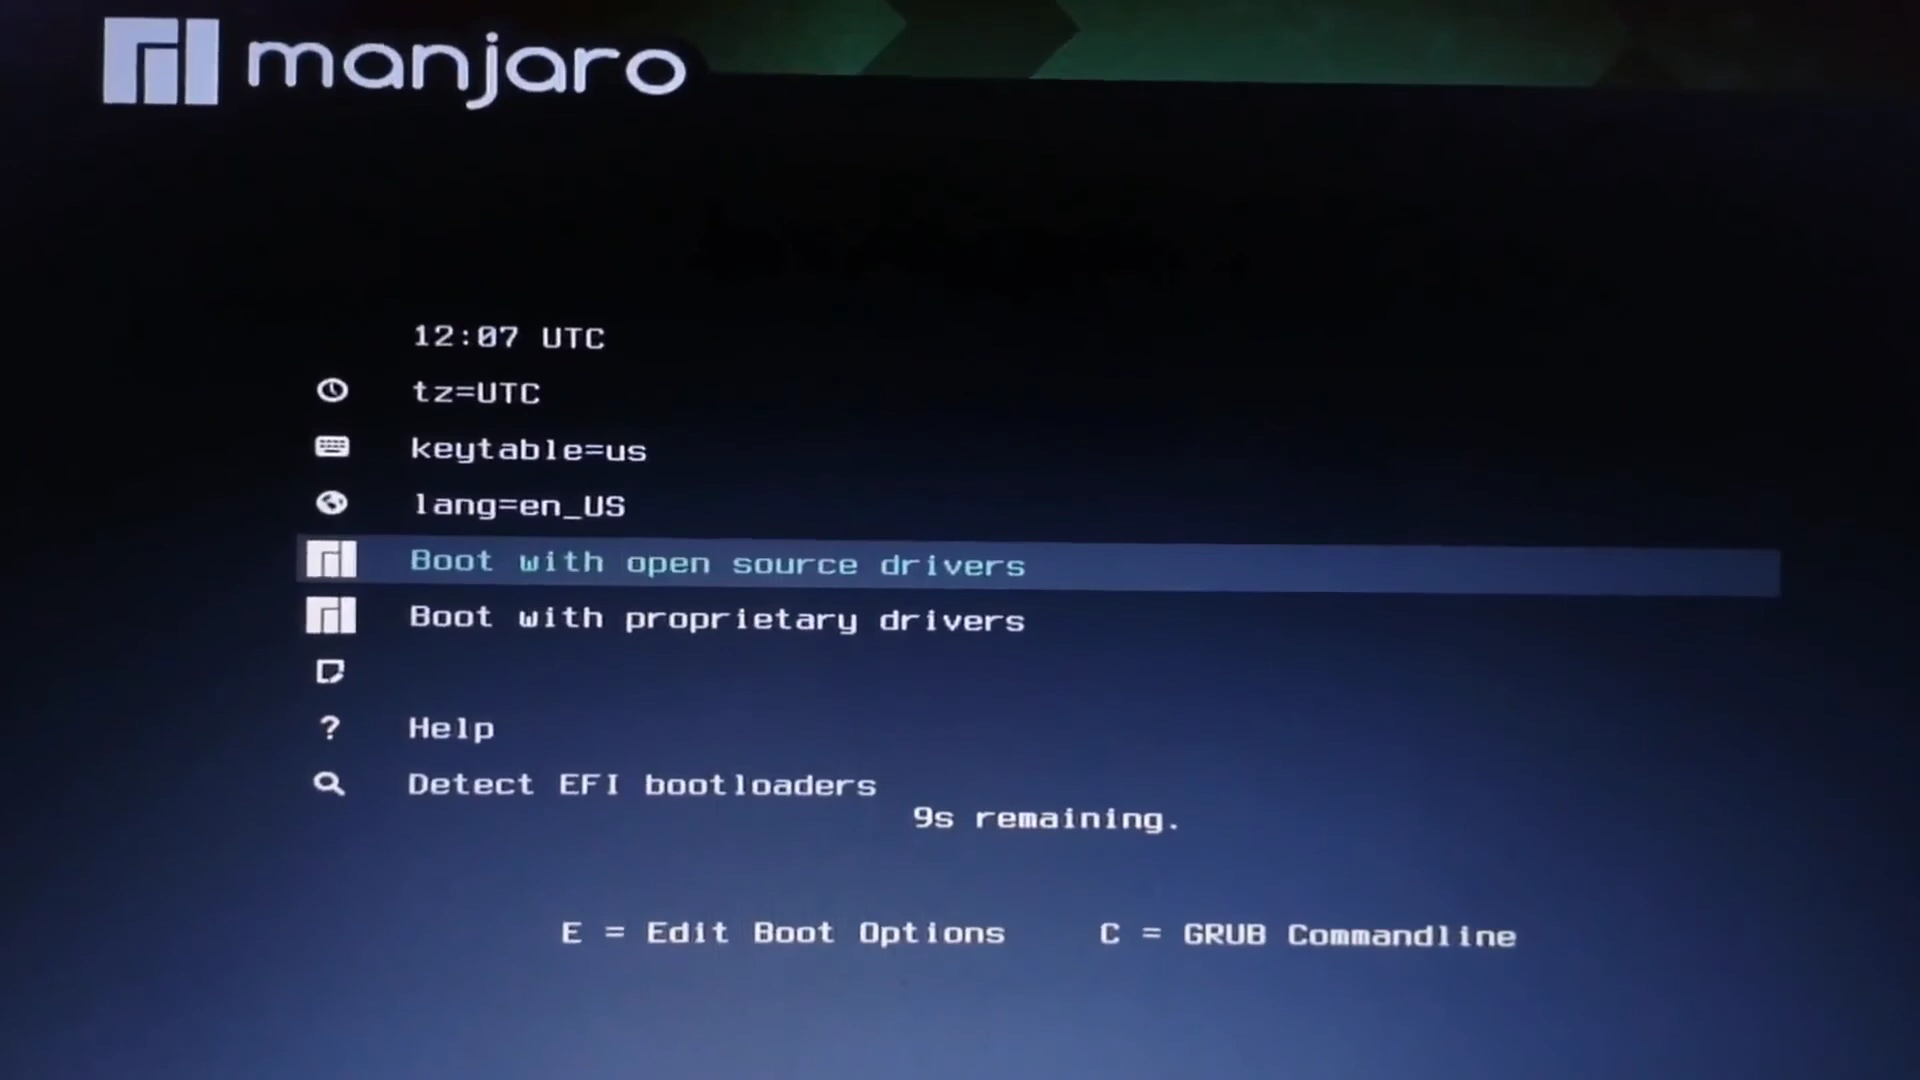 manjaro
12:07 UTC
tz=UTC
keytable=us
lang=en_US
Boot with open source drivers
Boot with proprietary drivers
? Help
Detect EFI bootloaders
9s remaining.
E = Edit Boot Options C = GRUB Commandline